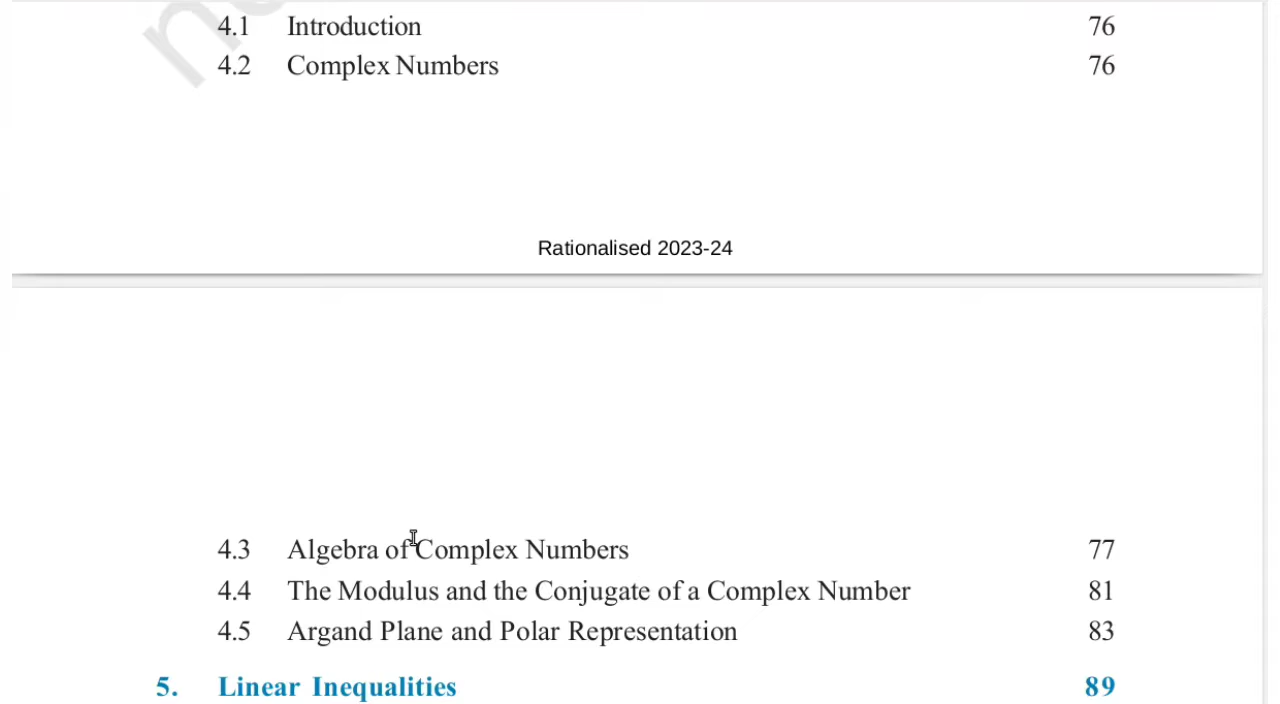 4.1 Introduction 76
4.2 Complex Numbers 76
Rationalised 2023-24
4.3 Algebra of Complex Numbers 77
4.4 The Modulus and the Conjugate of a Complex Number 81
4.5 Argand Plane and Polar Representation 83
5. Linear Inequalities 89